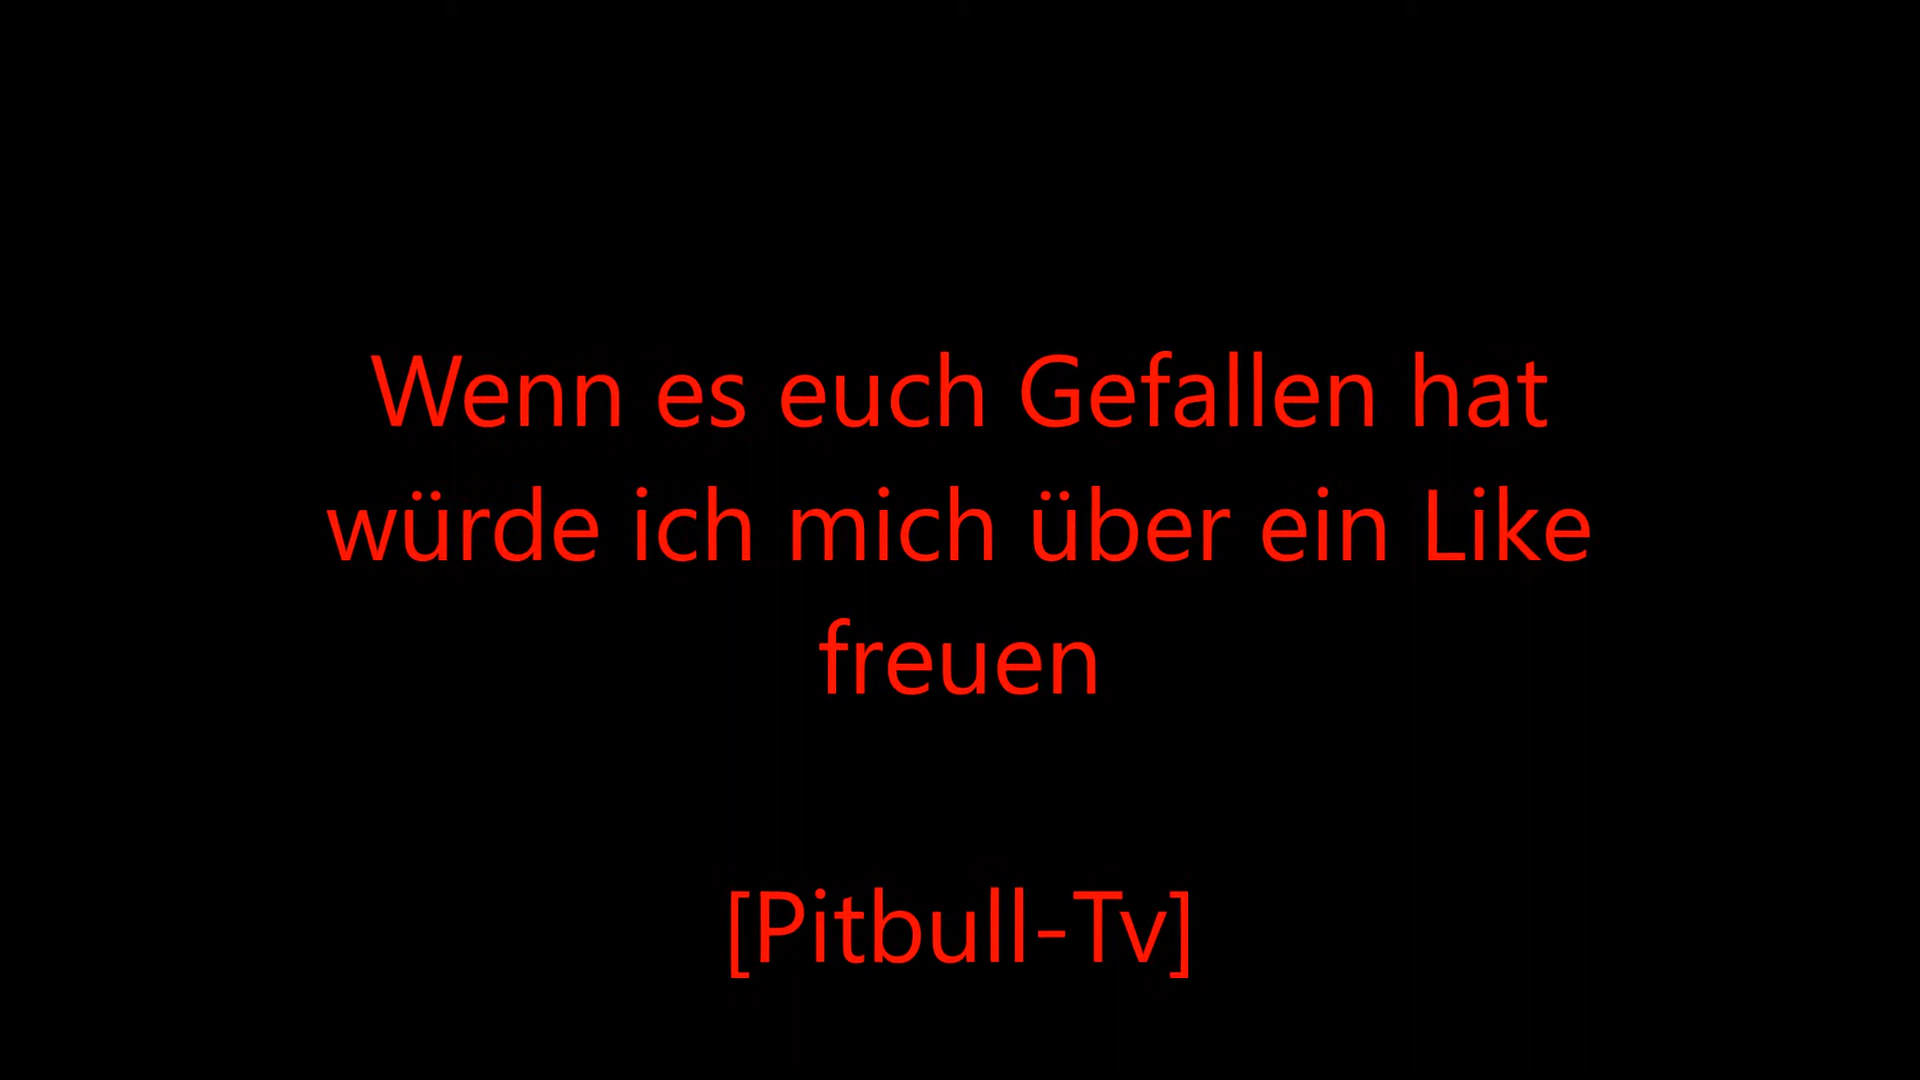 Wenn es euch Gefallen hat
würde ich mich über ein Like
freuen
[Pitbull-Tv]